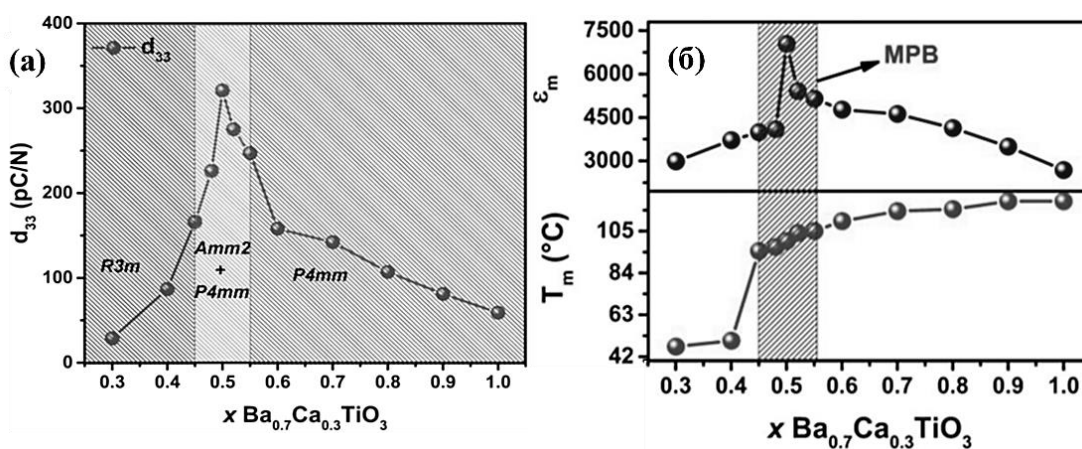 (а)
d₃₃
400
300
200
100
0
d₃₃ (pC/N)
R3m
Amm2
+
P4mm
P4mm
0.3 0.4 0.5 0.6 0.7 0.8 0.9 1.0
x Ba₀.₇Ca₀.₃TiO₃
(б)
MPB
7500
6000
4500
3000
εₘ
105
84
63
42
Tₘ (°C)
0.3 0.4 0.5 0.6 0.7 0.8 0.9 1.0
x Ba₀.₇Ca₀.₃TiO₃